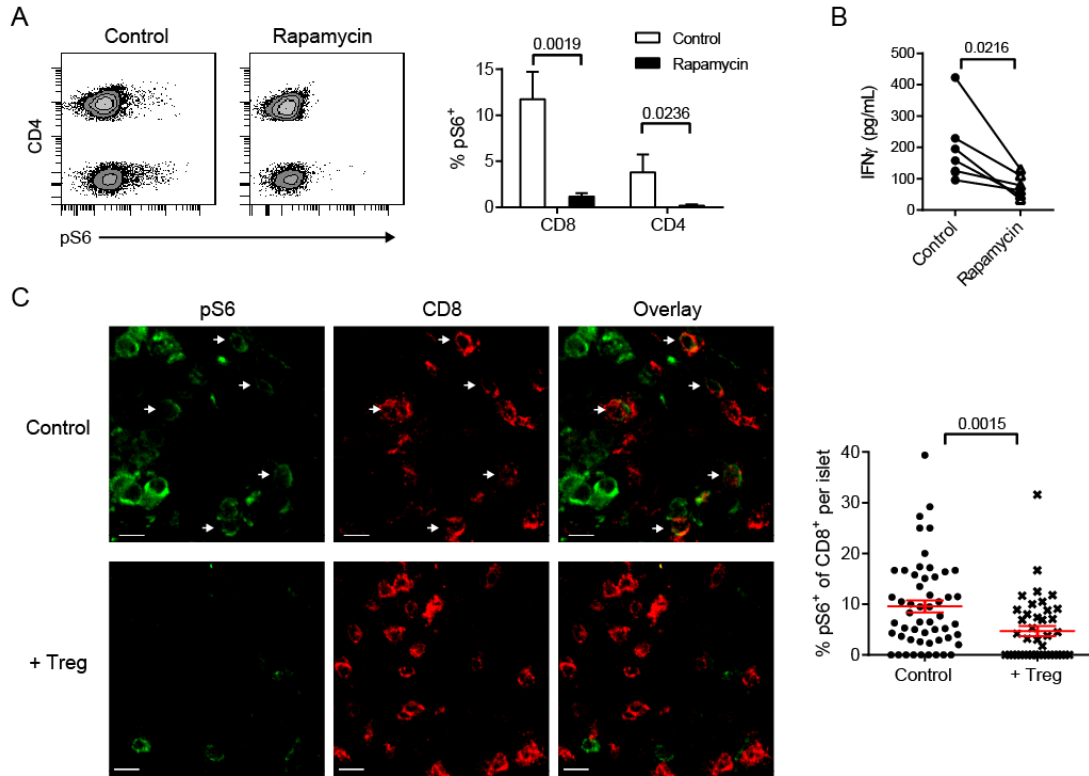 A
Control
Rapamycin
CD4
pS6
Control
Rapamycin
0.0019
0.0236
% pS6⁺
15
10
5
0
CD8
CD4
B
0.0216
IFNγ (pg/mL)
500
400
300
200
100
0
Control
Rapamycin
C
pS6
CD8
Overlay
Control
+ Treg
0.0015
% pS6⁺ of CD8⁺ per islet
40
30
20
10
0
Control
+ Treg